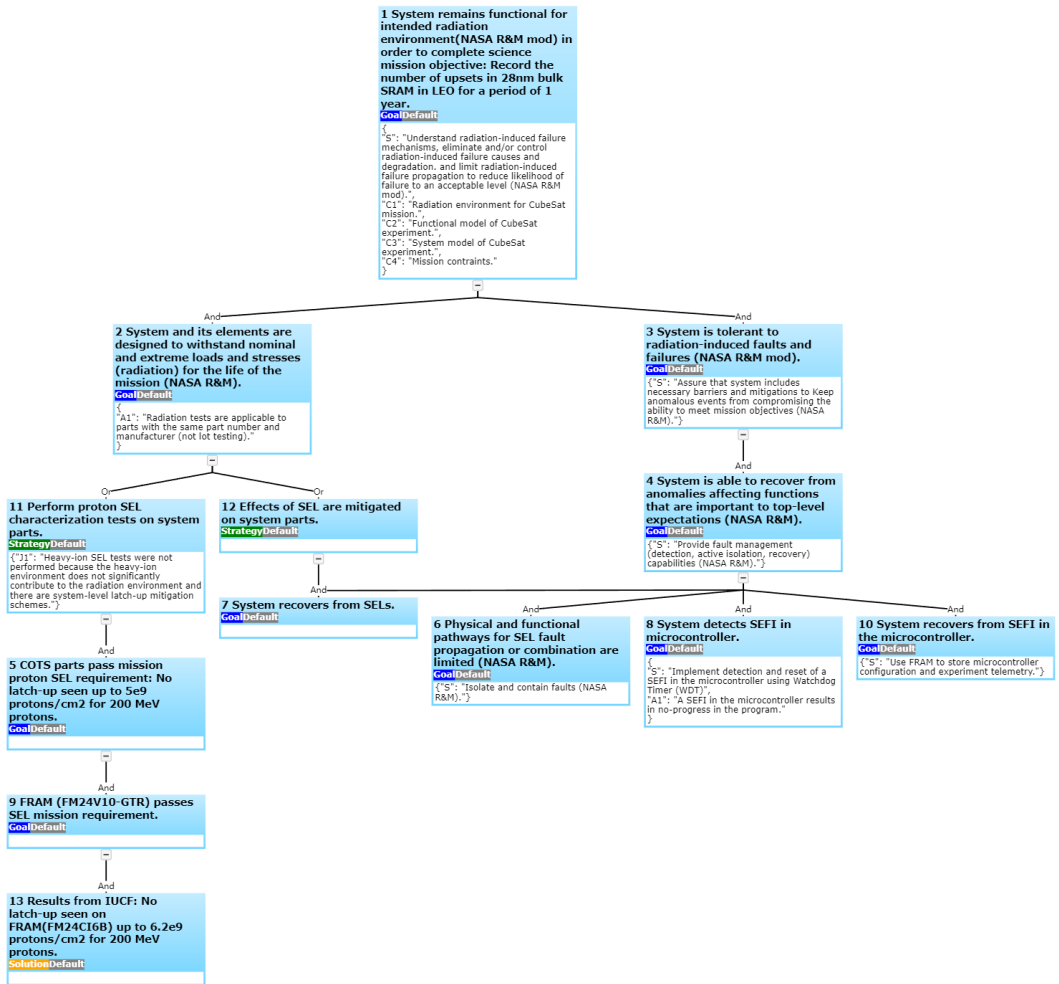 1 System remains functional for
intended radiation
environment(NASA R&M mod) in
order to complete science
mission objective: Record the
number of upsets in 28nm bulk
SRAM in LEO for a period of 1
year.
GoalDefault
{
"S": "Understand radiation-induced failure
mechanisms, eliminate and/or control
radiation-induced failure causes and
degradation. and limit radiation-induced
failure propagation to reduce likelihood of
failure to an acceptable level (NASA R&M
mod).",
"C1": "Radiation environment for CubeSat
mission.",
"C2": "Functional model of CubeSat
experiment.",
"C3": "System model of CubeSat
experiment.",
"C4": "Mission contraints."
}
And
And
2 System and its elements are
designed to withstand nominal
and extreme loads and stresses
(radiation) for the life of the
mission (NASA R&M).
GoalDefault
{
"A1": "Radiation tests are applicable to
parts with the same part number and
manufacturer (not lot testing)."
}
3 System is tolerant to
radiation-induced faults and
failures (NASA R&M mod).
GoalDefault
{"S": "Assure that system includes
necessary barriers and mitigations to Keep
anomalous events from compromising the
ability to meet mission objectives (NASA
R&M)."}
And
Or
Or
11 Perform proton SEL
characterization tests on system
parts.
StrategyDefault
{"J1": "Heavy-ion SEL tests were not
performed because the heavy-ion
environment does not significantly
contribute to the radiation environment and
there are system-level latch-up mitigation
schemes."}
12 Effects of SEL are mitigated
on system parts.
StrategyDefault
4 System is able to recover from
anomalies affecting functions
that are important to top-level
expectations (NASA R&M).
GoalDefault
{"S": "Provide fault management
(detection, active isolation, recovery)
capabilities (NASA R&M)."}
And
7 System recovers from SELs.
GoalDefault
And
And
And
6 Physical and functional
pathways for SEL fault
propagation or combination are
limited (NASA R&M).
GoalDefault
{"S": "Isolate and contain faults (NASA
R&M)."}
8 System detects SEFI in
microcontroller.
GoalDefault
{
"S": "Implement detection and reset of a
SEFI in the microcontroller using Watchdog
Timer (WDT)",
"A1": "A SEFI in the microcontroller results
in no-progress in the program."
}
10 System recovers from SEFI in
the microcontroller.
GoalDefault
{"S": "Use FRAM to store microcontroller
configuration and experiment telemetry."}
And
5 COTS parts pass mission
proton SEL requirement: No
latch-up seen up to 5e9
protons/cm2 for 200 MeV
protons.
GoalDefault
And
9 FRAM (FM24V10-GTR) passes
SEL mission requirement.
GoalDefault
And
13 Results from IUCF: No
latch-up seen on
FRAM(FM24CI6B) up to 6.2e9
protons/cm2 for 200 MeV
protons.
SolutionDefault